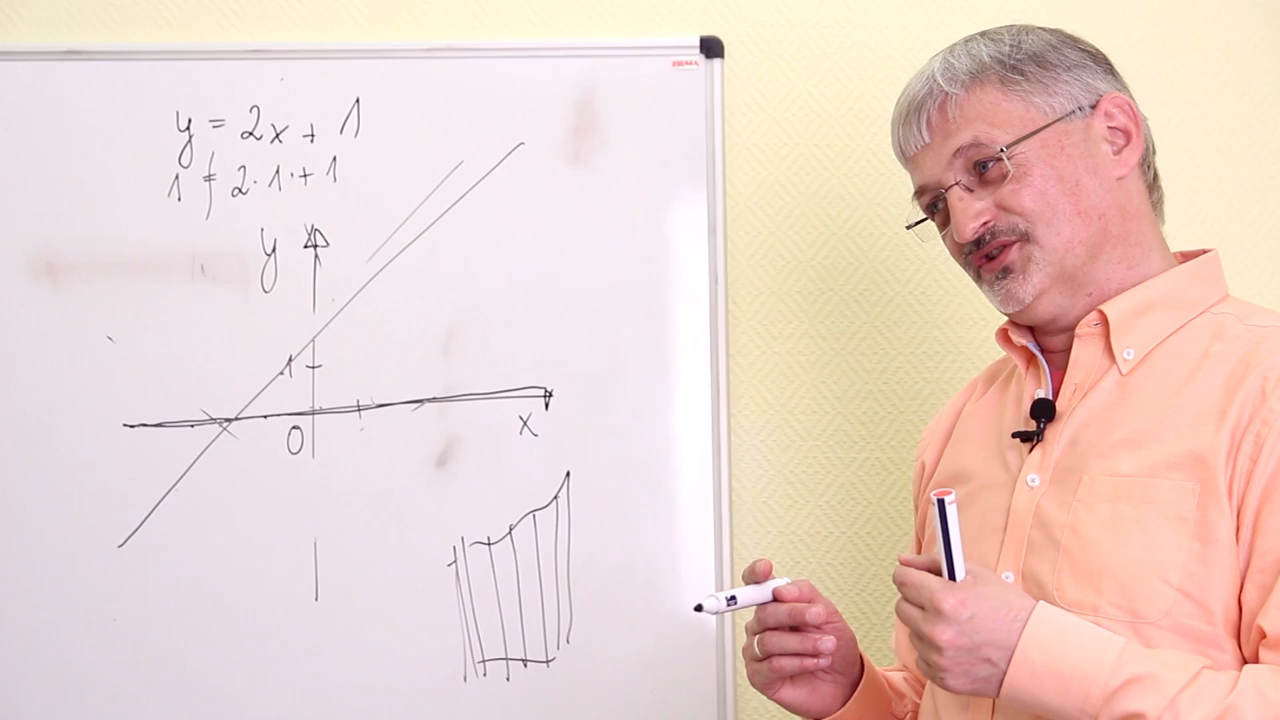 y = 2x + 1
1 ≠ 2·1·+1
y
1
0
x